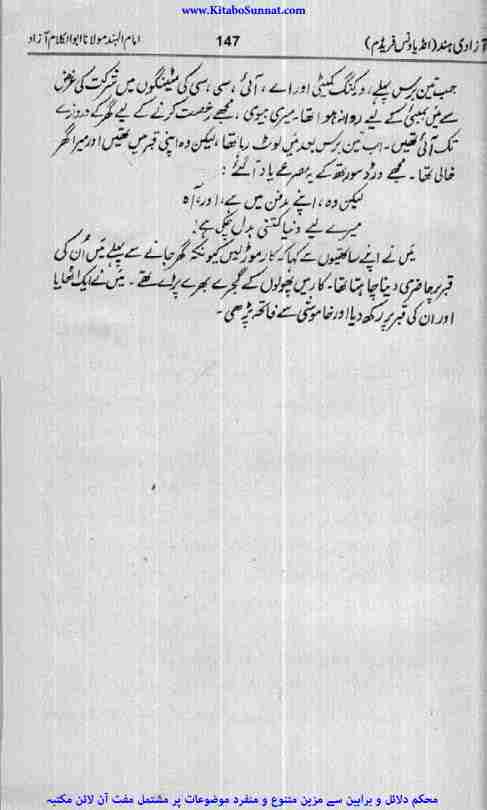 www.KitaboSunnat.com
آزادی ہند (انڈیا ونس فریڈم) 147 امام الہند مولانا ابوالکلام آزاد
جب تین برس پہلے، ورکنگ کمیٹی اور اے، آئی، سی، سی کی میٹنگوں میں شرکت کی غرض
سے میں بمبئی کے لیے روانہ ہوا تھا۔ میری بیوی، مجھے رخصت کرنے کے لیے گھر کے دروازے
تک آئی تھیں۔ اب تین برس بعد میں لوٹ رہا تھا، لیکن وہ اپنی قبر میں تھیں اور میرا گھر
خالی تھا۔ مجھے ورڈسورتھ کے یہ مصرعے یاد آئے:
لیکن وہ، اپنے مدفن میں ہے، اور، آہ
میرے لیے دنیا کتنی بدل چکی ہے!
میں نے اپنے ساتھیوں سے کہا کہ کار موڑ لیں کیونکہ گھر جانے سے پہلے میں اُن کی
قبر پر حاضری دینا چاہتا تھا۔ کار میں پھولوں کے گجرے بھرے پڑے تھے۔ میں نے ایک اٹھایا
اور ان کی قبر پر رکھ دیا اور خاموشی سے فاتحہ پڑھی۔
محکم دلائل و براہین سے مزین متنوع و منفرد موضوعات پر مشتمل مفت آن لائن مکتبہ